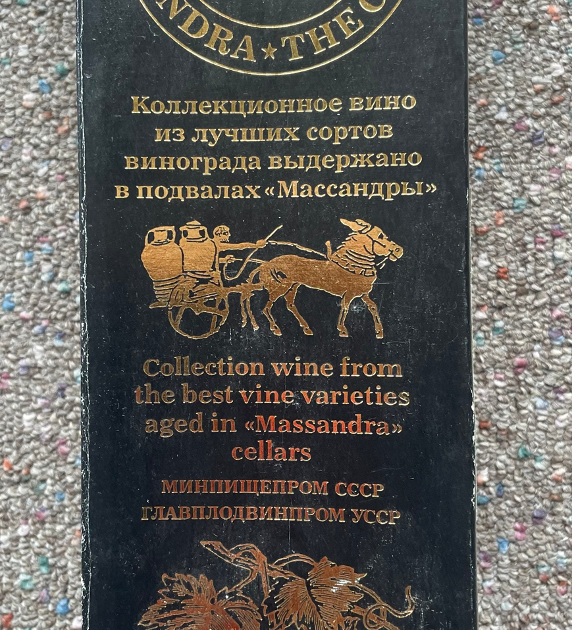 NDRA ★ THE C
Коллекционное вино
из лучших сортов
винограда выдержано
в подвалах «Массандры»
Collection wine from
the best vine varieties
aged in «Massandra»
cellars
МИНПИЩЕПРОМ СССР
ГЛАВПЛОДВИНПРОМ УССР